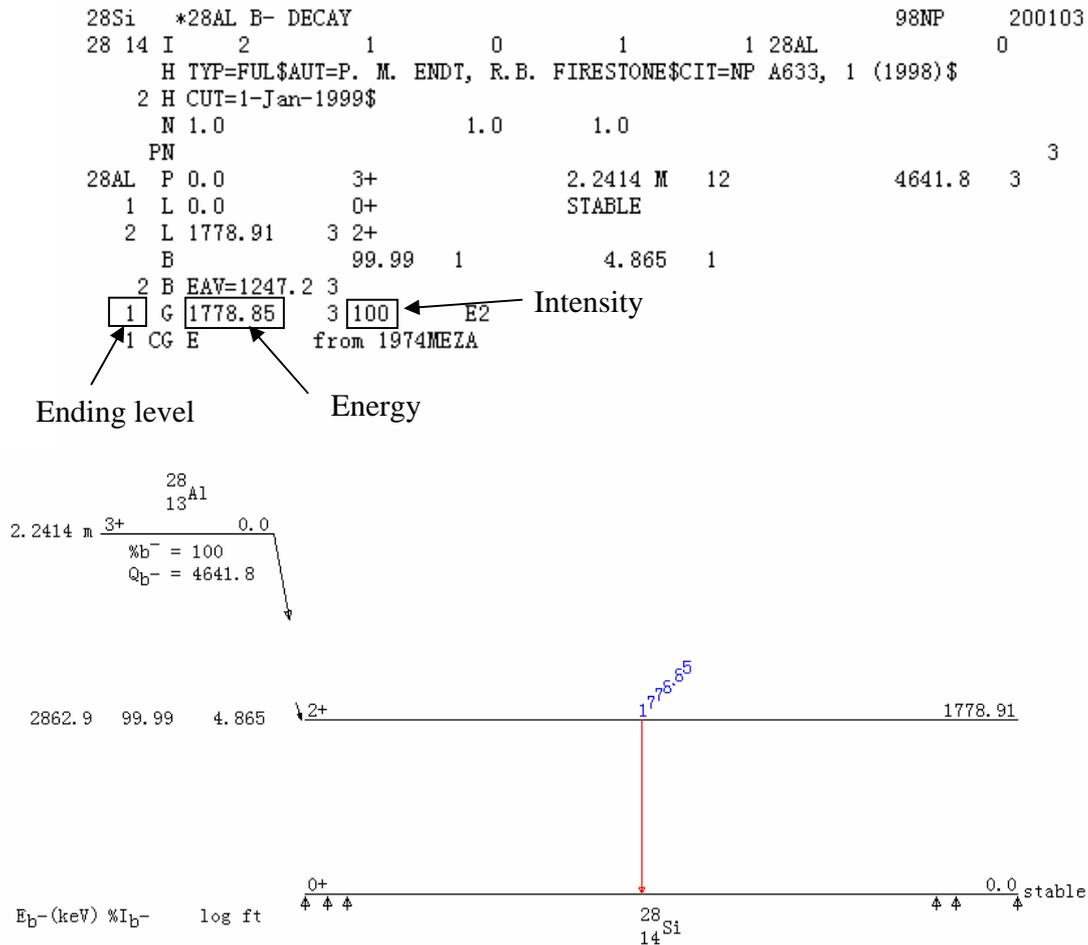 28Si *28AL B- DECAY 98NP 200103
28 14 I 2 1 0 1 1 28AL 0
H TYP=FUL$AUT=P. M. ENDT, R.B. FIRESTONE$CIT=NP A633, 1 (1998)$
2 H CUT=1-Jan-1999$
N 1.0 1.0 1.0
PN 3
28AL P 0.0 3+ 2.2414 M 12 4641.8 3
1 L 0.0 0+ STABLE
2 L 1778.91 3 2+
B 99.99 1 4.865 1
2 B EAV=1247.2 3
1 G 1778.85 3 100 E2
Intensity
1 CG E from 1974MEZA
Ending level
Energy
28
13 Al
2.2414 m 3+ 0.0
%b- = 100
Qb- = 4641.8
1778.85
2862.9 99.99 4.865 2+ 1778.91
0+ 0.0 stable
Eb-(keV) %Ib- log ft
28
14 Si